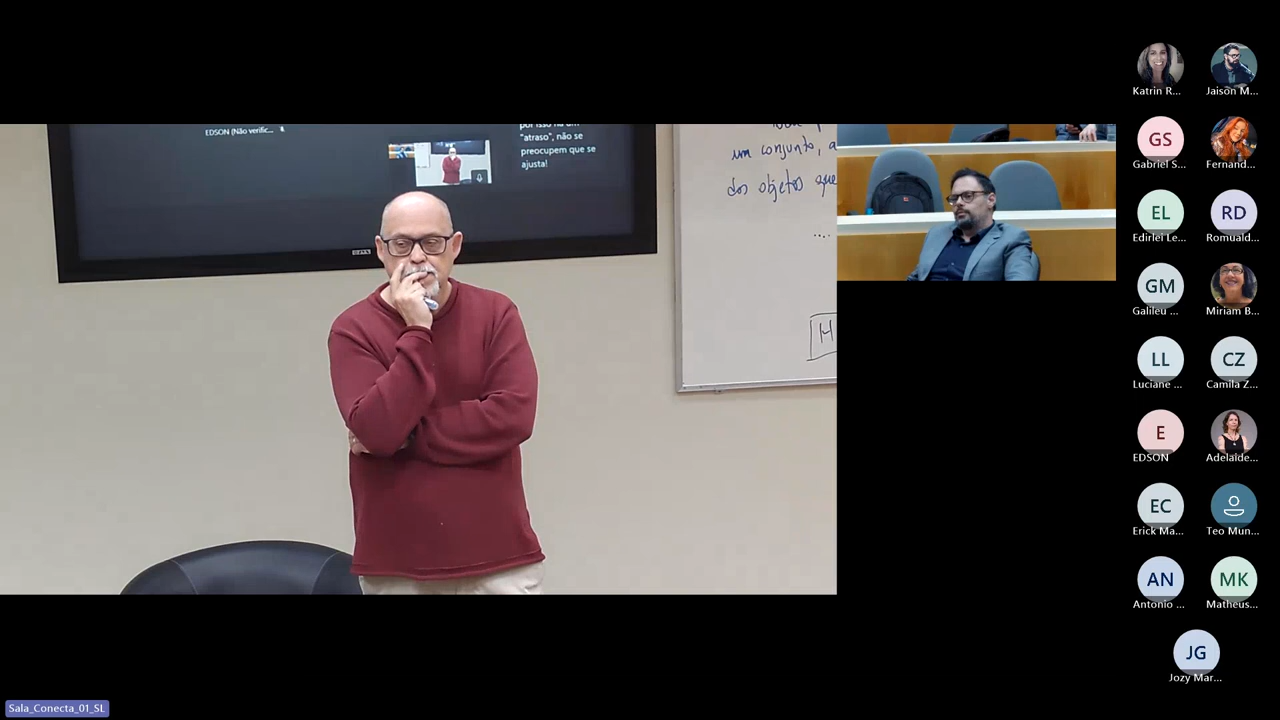 EDSON (Não verific...
por isso há um
"atraso", não se
preocupem que se
ajusta!
um conjunto, a
dos objetos que
....
H
Katrin R...
Jaison M...
GS
Gabriel S...
Fernand...
EL
Edirlei Le...
RD
Romuald...
GM
Galileu ...
Miriam B...
LL
Luciane ...
CZ
Camila Z...
E
EDSON
Adelaide...
EC
Erick Ma...
Teo Mun...
AN
Antonio ...
MK
Matheus...
JG
Jozy Mar...
Sala_Conecta_01_SL